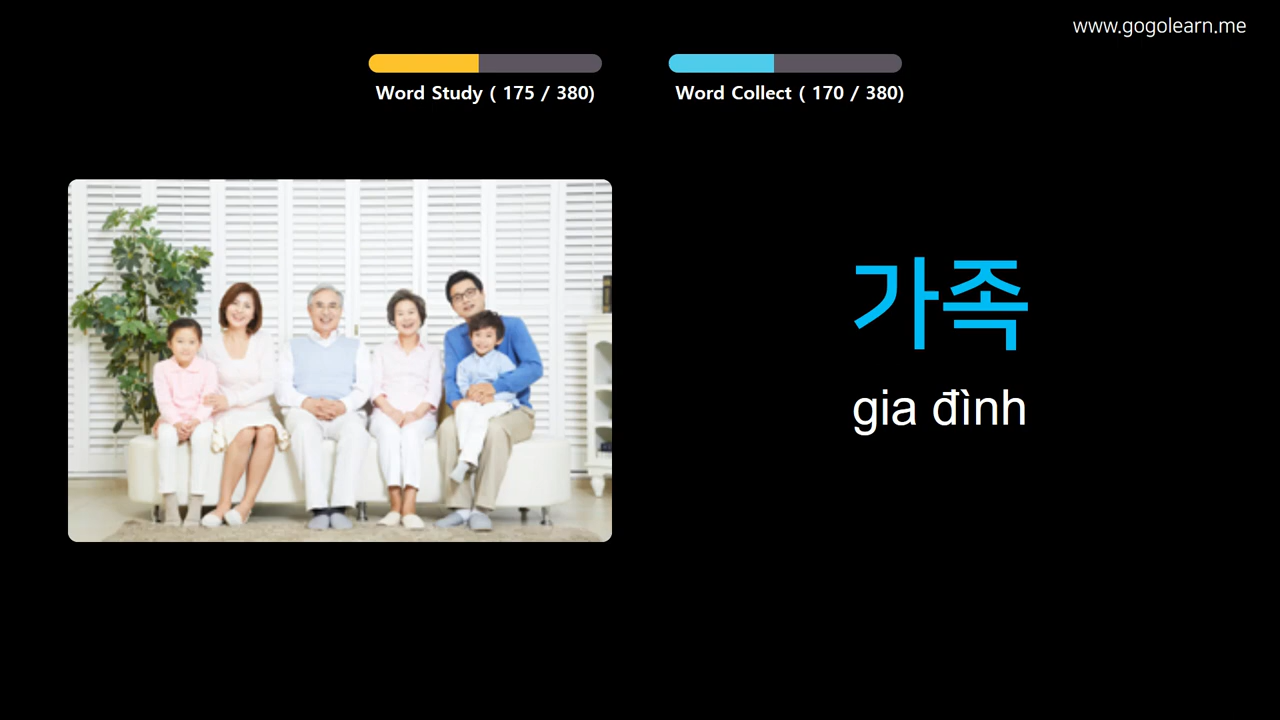 www.gogolearn.me
Word Study ( 175 / 380)
Word Collect ( 170 / 380)
가족
gia đình